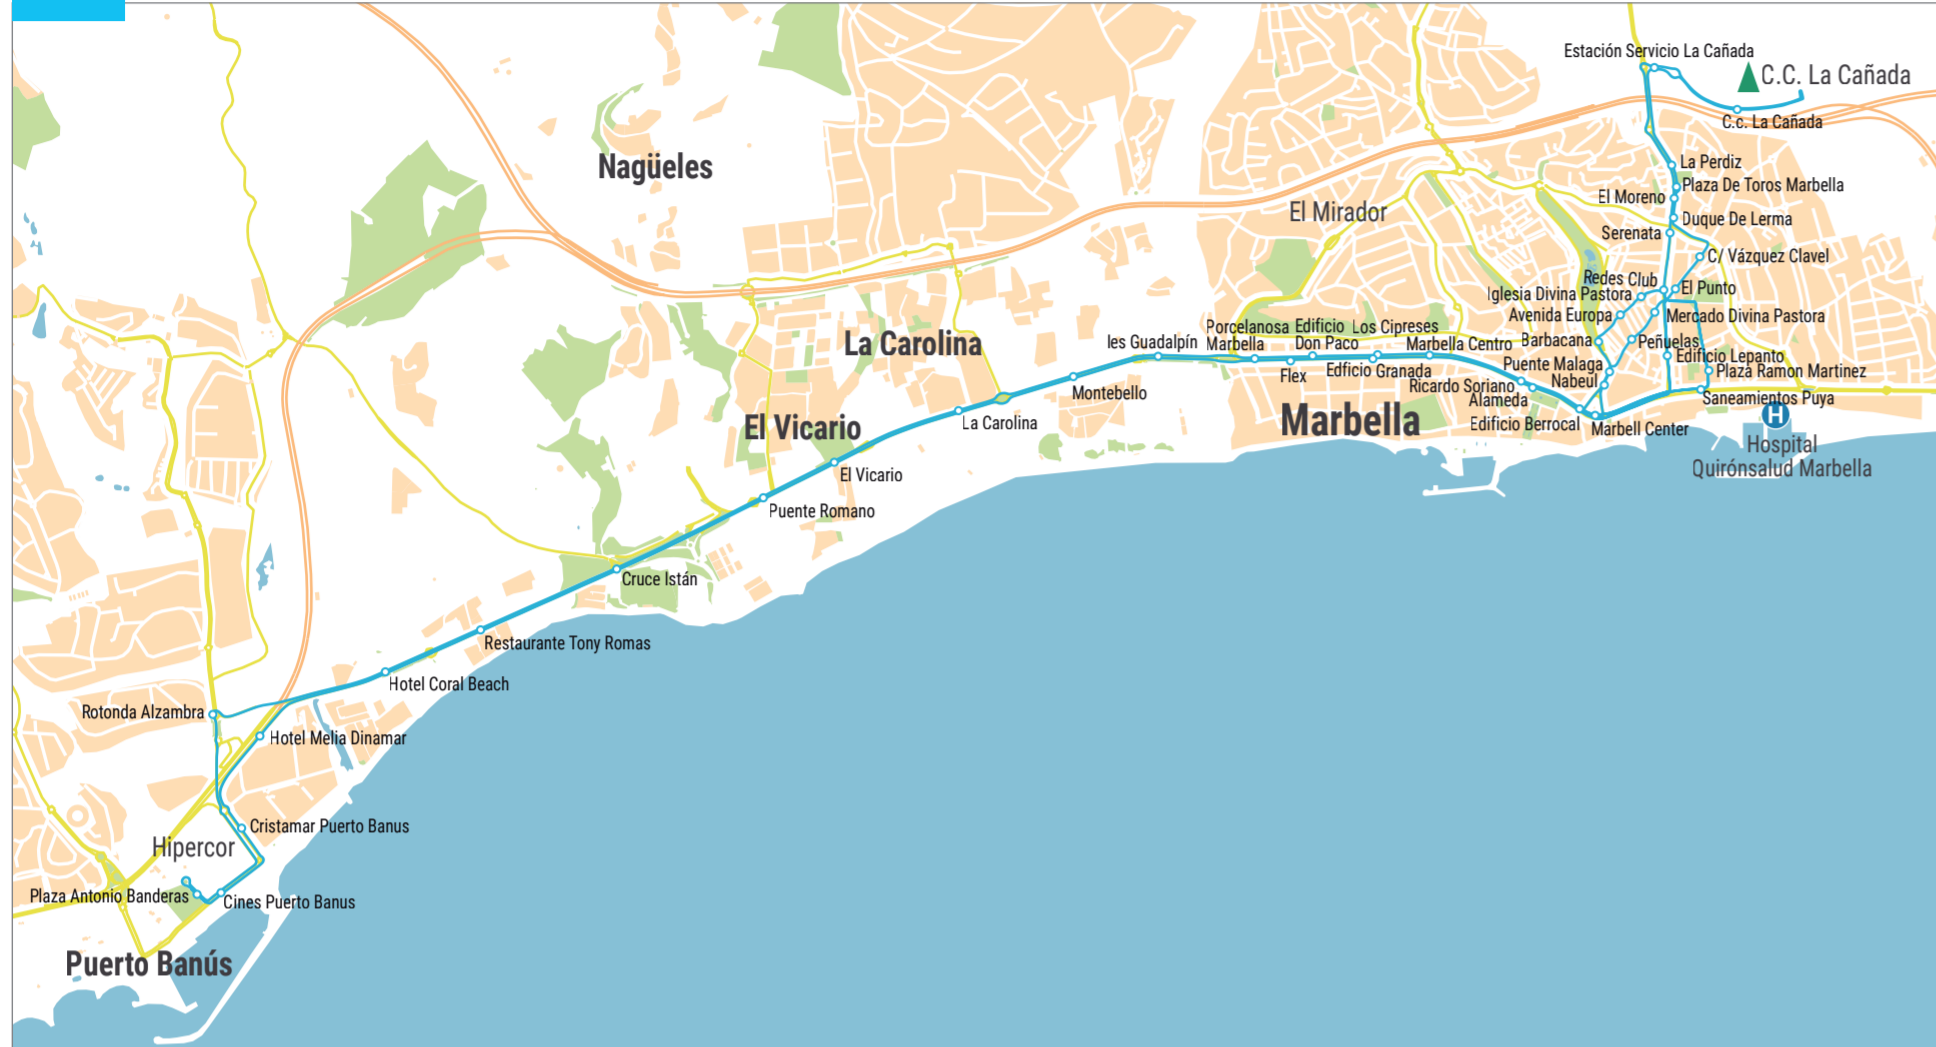 Estación Servicio La Cañada
C.C. La Cañada
C.c. La Cañada
La Perdiz
Nagüeles
Plaza De Toros Marbella
El Moreno
El Mirador
Duque De Lerma
Serenata
C/ Vázquez Clavel
Redes Club
El Punto
Iglesia Divina Pastora
Avenida Europa
Mercado Divina Pastora
Porcelanosa
Marbella
Edificio
Don Paco
Los Cipreses
Ies Guadalpín
La Carolina
Marbella Centro
Barbacana
Peñuelas
Edificio Lepanto
Puente Malaga
Plaza Ramon Martinez
Flex
Edficio Granada
Nabeul
Ricardo Soriano
Alameda
Montebello
Saneamientos Puya
La Carolina
Marbella
Edificio Berrocal
Marbell Center
H
El Vicario
Hospital
Quirónsalud Marbella
El Vicario
Puente Romano
Cruce Istán
Restaurante Tony Romas
Hotel Coral Beach
Rotonda Alzambra
Hotel Melia Dinamar
Cristamar Puerto Banus
Hipercor
Plaza Antonio Banderas
Cines Puerto Banus
Puerto Banús